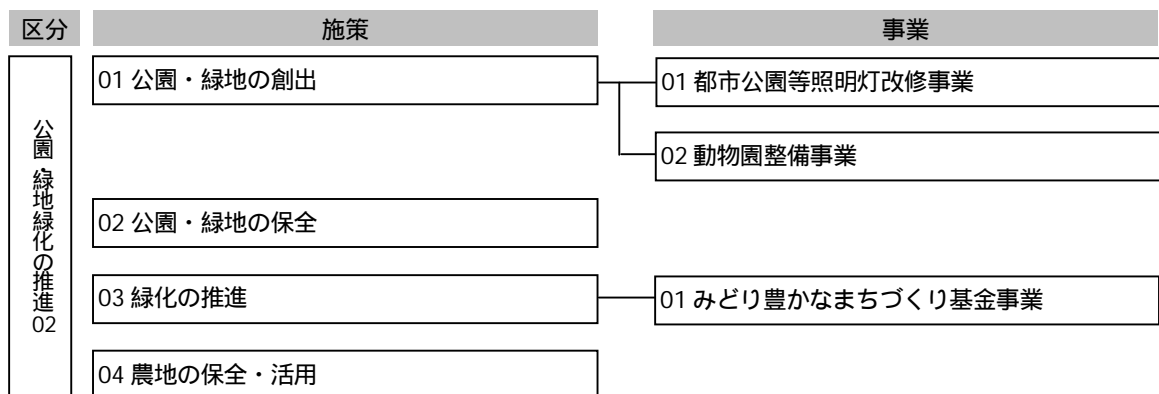 区分 施策 事業
公園・緑地緑化の推進02
01 公園・緑地の創出
01 都市公園等照明灯改修事業
02 動物園整備事業
02 公園・緑地の保全
03 緑化の推進
01 みどり豊かなまちづくり基金事業
04 農地の保全・活用